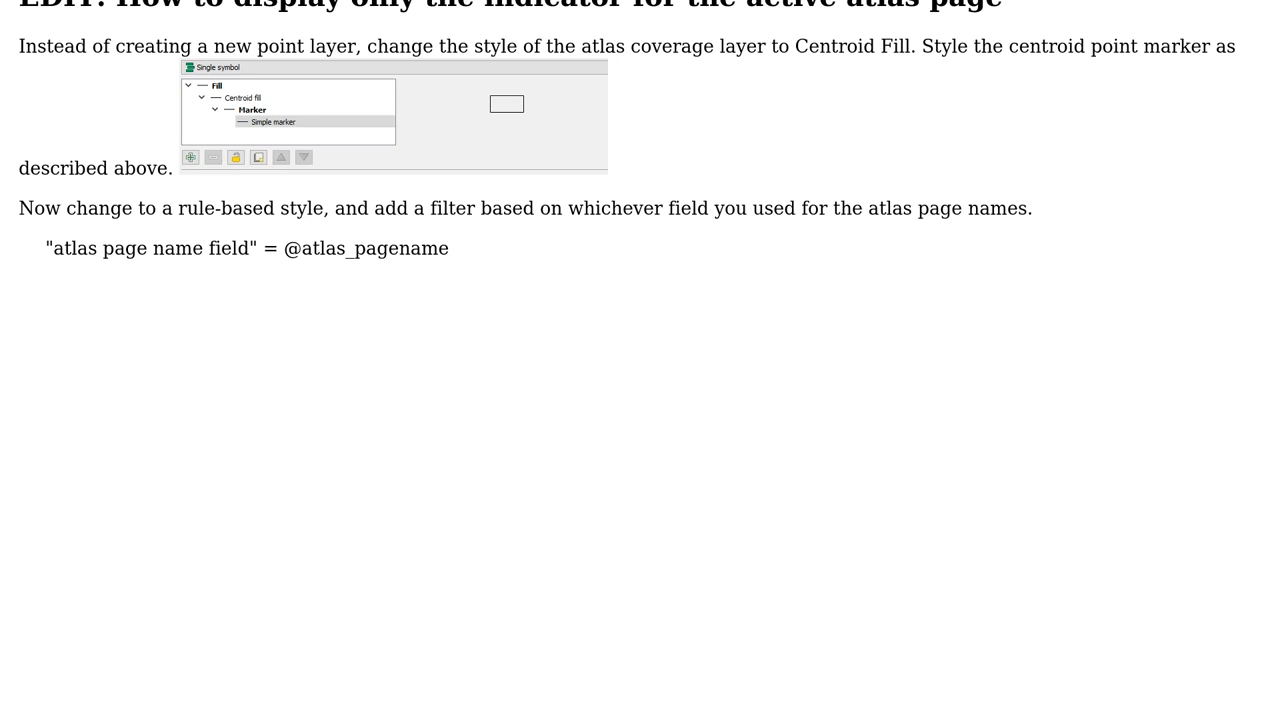 EDIT: How to display only the indicator for the active atlas page
Instead of creating a new point layer, change the style of the atlas coverage layer to Centroid Fill. Style the centroid point marker as
Single symbol
Fill
Centroid fill
Marker
Simple marker
described above.
Now change to a rule-based style, and add a filter based on whichever field you used for the atlas page names.
"atlas page name field" = @atlas_pagename